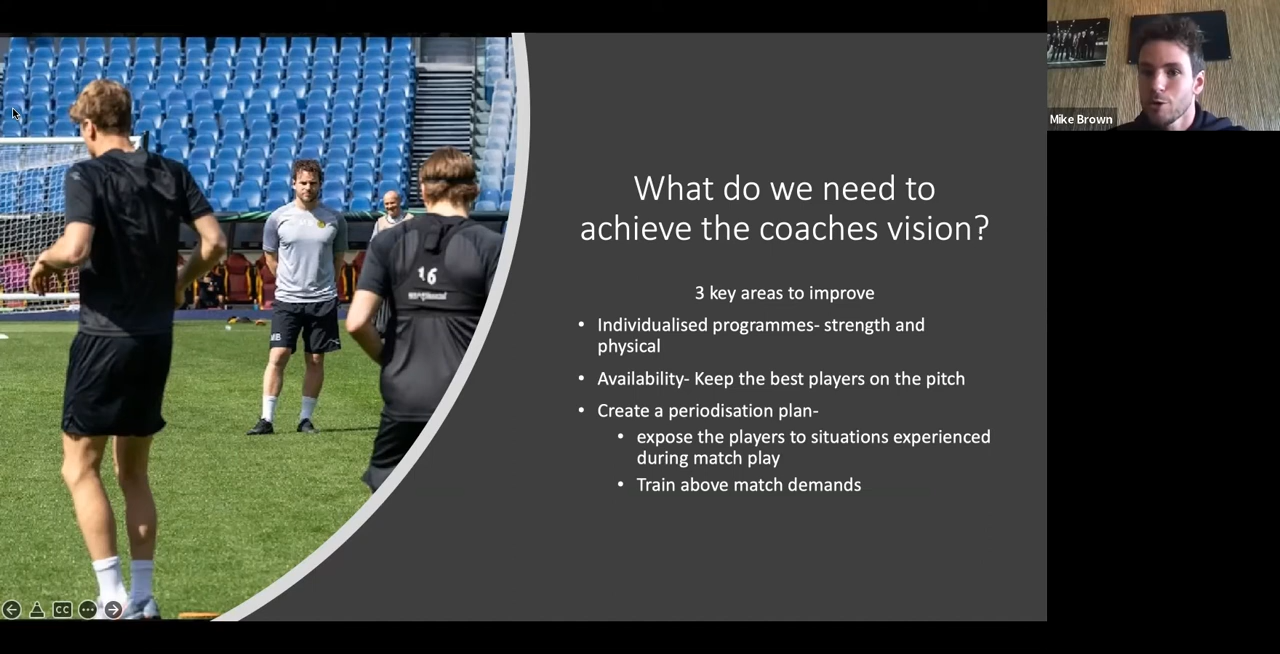 What do we need to
achieve the coaches vision?
3 key areas to improve
• Individualised programmes- strength and
physical
• Availability- Keep the best players on the pitch
• Create a periodisation plan-
• expose the players to situations experienced
during match play
• Train above match demands
Mike Brown
16
MB
CC